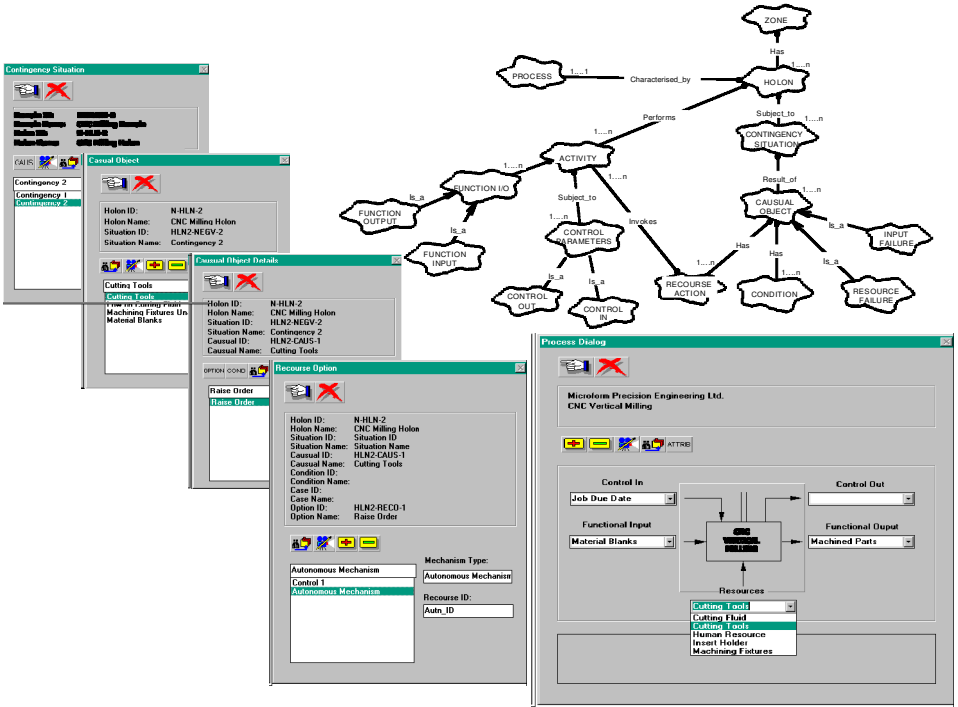 ZONE
Has
1....n
PROCESS
1....1
Characterised_by
HOLON
Performs
Subject_to
1....n
1....n
CONTINGENCY
SITUATION
ACTIVITY
1....n
1....n
Result_of
1....n
FUNCTION I/O
Is_a
Subject_to
CAUSUAL
OBJECT
FUNCTION
OUTPUT
1....n
Invokes
Is_a
INPUT
FAILURE
Is_a
CONTROL
PARAMETERS
Has
Has
Is_a
FUNCTION
INPUT
1....n
1....n
Is_a
Is_a
RECOURSE
ACTION
CONDITION
RESOURCE
FAILURE
CONTROL
OUT
CONTROL
IN
Contingency Situation
N-HLN-2
CAUS
Contingency 2
Contingency 1
Contingency 2
Casual Object
Holon ID: N-HLN-2
Holon Name: CNC Milling Holon
Situation ID: HLN2-NEGV-2
Situation Name: Contingency 2
Cutting Tools
Cutting Tools
Machining Fixtures Un
Material Blanks
Causual Object Details
Holon ID: N-HLN-2
Holon Name: CNC Milling Holon
Situation ID: HLN2-NEGV-2
Situation Name: Contingency 2
Causual ID: HLN2-CAUS-1
Causual Name: Cutting Tools
OPTION COND
Raise Order
Raise Order
Recourse Option
Holon ID: N-HLN-2
Holon Name: CNC Milling Holon
Situation ID: Situation ID
Situation Name: Situation Name
Causual ID: HLN2-CAUS-1
Causual Name: Cutting Tools
Condition ID:
Condition Name:
Case ID:
Case Name:
Option ID: HLN2-RECO-1
Option Name: Raise Order
Autonomous Mechanism
Control 1
Autonomous Mechanism
Mechanism Type:
Autonomous Mechanism
Recourse ID:
Autn_ID
Process Dialog
Microform Precision Engineering Ltd.
CNC Vertical Milling
ATTRIB
Control In
Job Due Date
Control Out
Functional Input
Material Blanks
CNC
VERTICAL
Functional Ouput
Machined Parts
Resources
Cutting Tools
Cutting Fluid
Cutting Tools
Human Resource
Insert Holder
Machining Fixtures